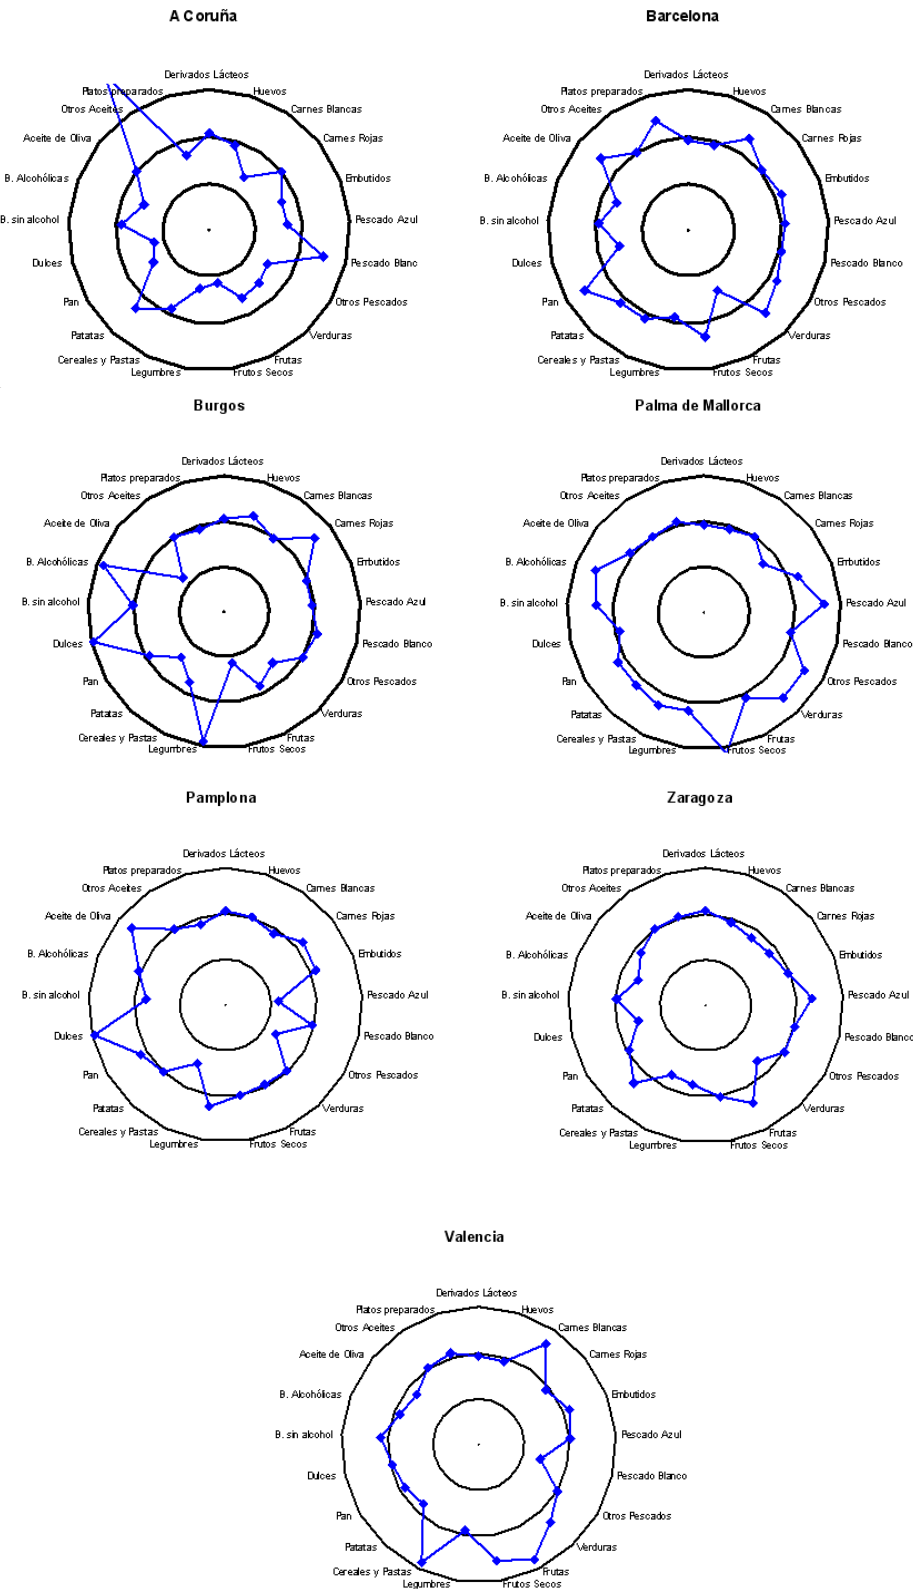 A Coruña
Barcelona
Derivados Lácteos
Huevos
Carnes Blancas
Carnes Rojas
Embutidos
Pescado Azul
Pescado Blanc
Otros Pescados
Verduras
Frutas
Frutos Secos
Legumbres
Cereales y Pastas
Patatas
Pan
Dulces
B. sin alcohol
B. Alcohólicas
Aceite de Oliva
Otros Aceites
Platos preparados
Derivados Lácteos
Huevos
Carnes Blancas
Carnes Rojas
Embutidos
Pescado Azul
Pescado Blanco
Otros Pescados
Verduras
Frutas
Frutos Secos
Legumbres
Cereales y Pastas
Patatas
Pan
Dulces
B. sin alcohol
B. Alcohólicas
Aceite de Oliva
Otros Aceites
Platos preparados
Burgos
Palma de Mallorca
Derivados Lácteos
Huevos
Carnes Blancas
Carnes Rojas
Embutidos
Pescado Azul
Pescado Blanco
Otros Pescados
Verduras
Frutas
Frutos Secos
Legumbres
Cereales y Pastas
Patatas
Pan
Dulces
B. sin alcohol
B. Alcohólicas
Aceite de Oliva
Otros Aceites
Platos preparados
Derivados Lácteos
Huevos
Carnes Blancas
Carnes Rojas
Embutidos
Pescado Azul
Pescado Blanco
Otros Pescados
Verduras
Frutas
Frutos Secos
Legumbres
Cereales y Pastas
Patatas
Pan
Dulces
B. sin alcohol
B. Alcohólicas
Aceite de Oliva
Otros Aceites
Platos preparados
Pamplona
Zaragoza
Derivados Lácteos
Huevos
Carnes Blancas
Carnes Rojas
Embutidos
Pescado Azul
Pescado Blanco
Otros Pescados
Verduras
Frutas
Frutos Secos
Legumbres
Cereales y Pastas
Patatas
Pan
Dulces
B. sin alcohol
B. Alcohólicas
Aceite de Oliva
Otros Aceites
Platos preparados
Derivados Lácteos
Huevos
Carnes Blancas
Carnes Rojas
Embutidos
Pescado Azul
Pescado Blanco
Otros Pescados
Verduras
Frutas
Frutos Secos
Legumbres
Cereales y Pastas
Patatas
Pan
Dulces
B. sin alcohol
B. Alcohólicas
Aceite de Oliva
Otros Aceites
Platos preparados
Valencia
Derivados Lácteos
Huevos
Carnes Blancas
Carnes Rojas
Embutidos
Pescado Azul
Pescado Blanco
Otros Pescados
Verduras
Frutas
Frutos Secos
Legumbres
Cereales y Pastas
Patatas
Pan
Dulces
B. sin alcohol
B. Alcohólicas
Aceite de Oliva
Otros Aceites
Platos preparados